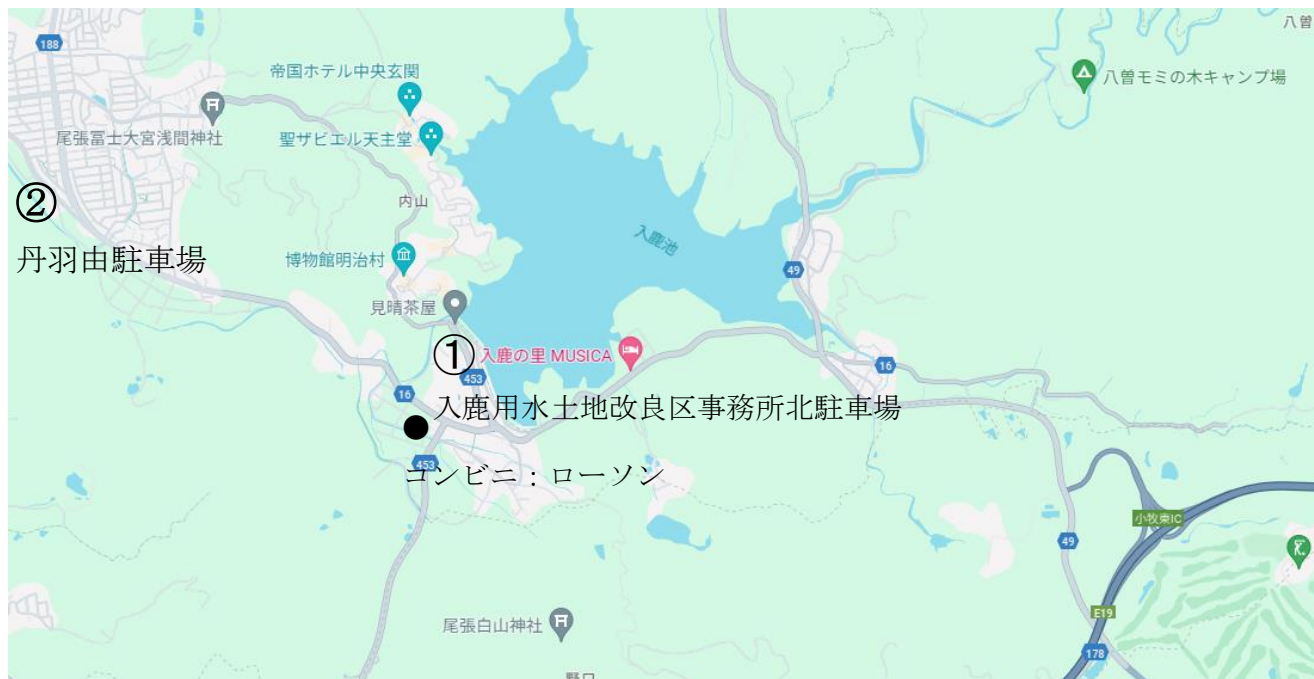 八曽
188
帝国ホテル中央玄関
八曽モミの木キャンプ場
尾張冨士大宮浅間神社
聖ザビエル天主堂
②
内山
丹羽由駐車場
入鹿池
博物館明治村
49
見晴茶屋
①
入鹿の里 MUSICA
453
16
16
入鹿用水土地改良区事務所北駐車場
453
コンビニ：ローソン
小牧東IC
49
E19
尾張白山神社
178
野口